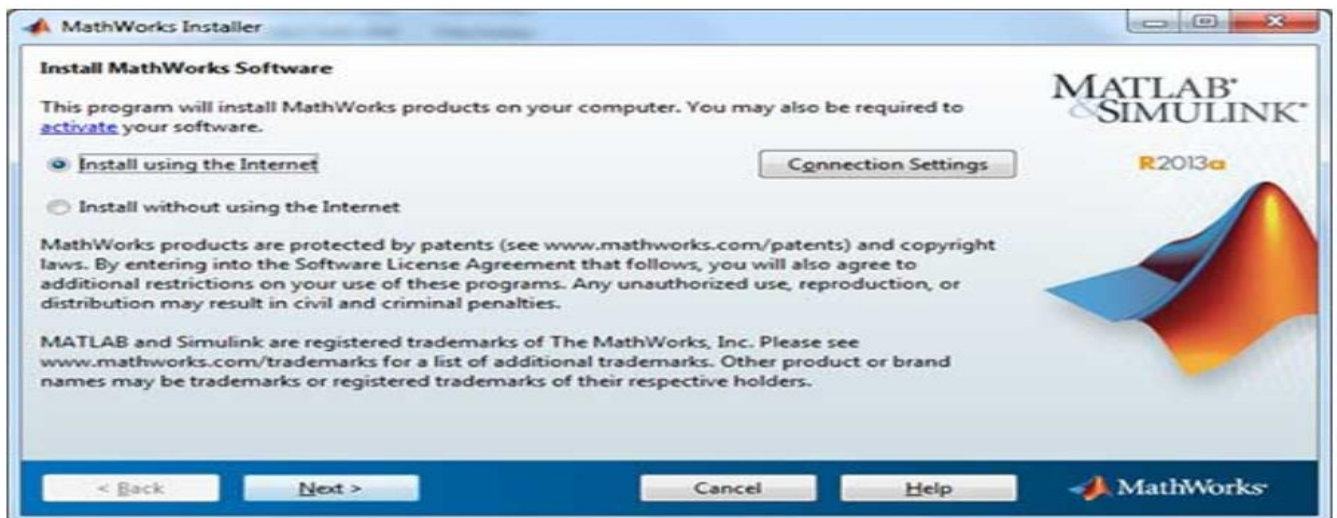 MathWorks Installer
Install MathWorks Software
This program will install MathWorks products on your computer. You may also be required to
activate your software.
Install using the Internet
Connection Settings
Install without using the Internet
MathWorks products are protected by patents (see www.mathworks.com/patents) and copyright
laws. By entering into the Software License Agreement that follows, you will also agree to
additional restrictions on your use of these programs. Any unauthorized use, reproduction, or
distribution may result in civil and criminal penalties.
MATLAB and Simulink are registered trademarks of The MathWorks, Inc. Please see
www.mathworks.com/trademarks for a list of additional trademarks. Other product or brand
names may be trademarks or registered trademarks of their respective holders.
MATLAB®
&SIMULINK®
R2013a
< Back
Next >
Cancel
Help
MathWorks®